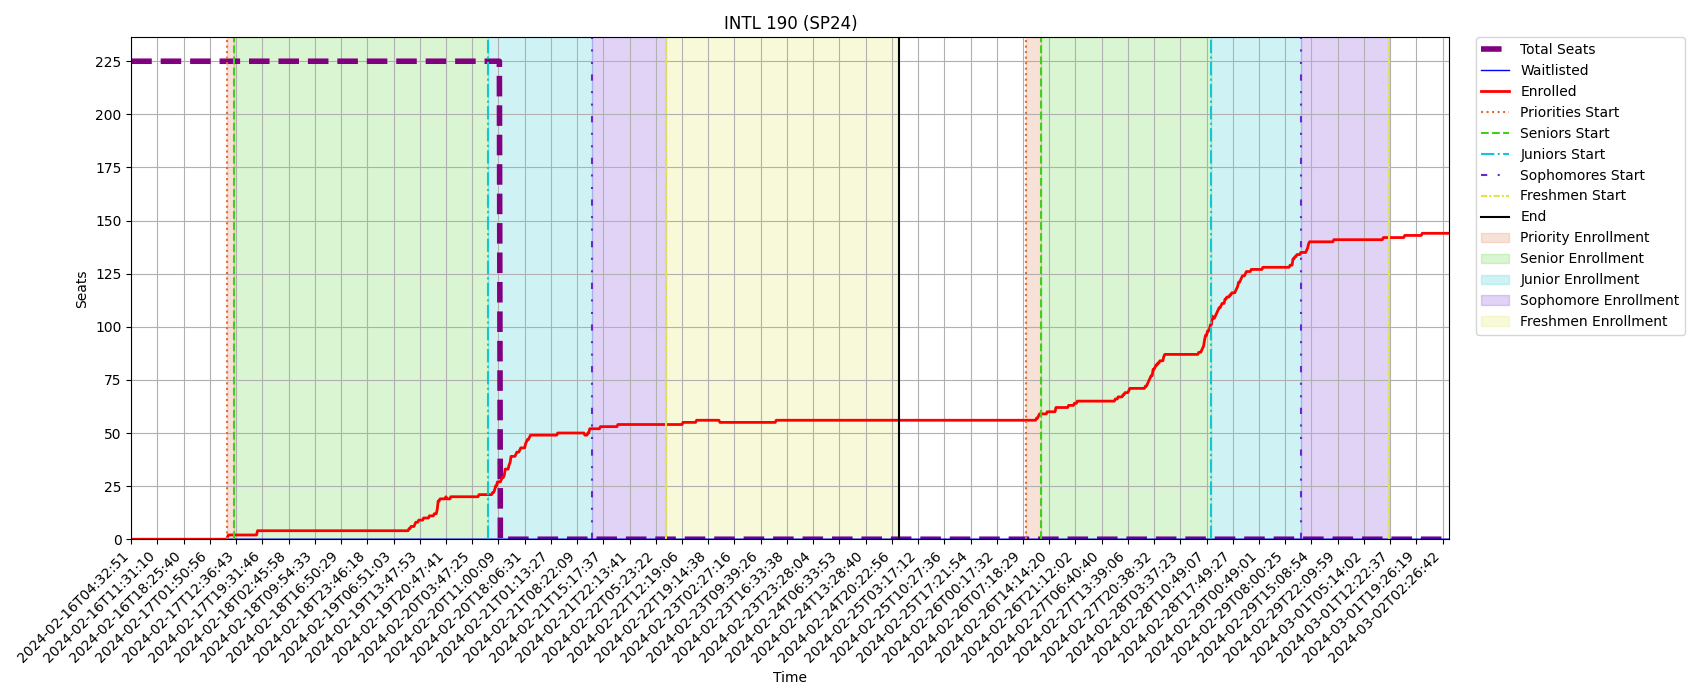 INTL 190 (SP24)
225
200
175
150
125
100
75
50
25
0
Seats
2024-02-16T04:32:51
2024-02-16T11:31:10
2024-02-16T18:25:40
2024-02-17T01:50:56
2024-02-17T12:36:43
2024-02-17T19:31:46
2024-02-18T02:45:58
2024-02-18T09:54:33
2024-02-18T16:50:29
2024-02-18T23:46:18
2024-02-19T06:51:03
2024-02-19T13:47:53
2024-02-19T20:47:41
2024-02-20T03:47:25
2024-02-20T11:00:09
2024-02-20T18:06:31
2024-02-21T01:13:27
2024-02-21T08:22:09
2024-02-21T15:17:37
2024-02-21T22:13:41
2024-02-22T05:23:22
2024-02-22T12:19:06
2024-02-22T19:14:38
2024-02-23T02:27:16
2024-02-23T09:39:26
2024-02-23T16:33:38
2024-02-23T23:28:04
2024-02-24T06:33:53
2024-02-24T13:28:40
2024-02-24T20:22:56
2024-02-25T03:17:12
2024-02-25T10:27:36
2024-02-25T17:21:54
2024-02-26T00:17:32
2024-02-26T07:18:29
2024-02-26T14:14:20
2024-02-26T21:12:02
2024-02-27T06:40:40
2024-02-27T13:39:06
2024-02-27T20:38:32
2024-02-28T03:37:23
2024-02-28T10:49:07
2024-02-28T17:49:27
2024-02-29T00:49:01
2024-02-29T08:00:25
2024-02-29T15:08:54
2024-02-29T22:09:59
2024-03-01T05:14:02
2024-03-01T12:22:37
2024-03-01T19:26:19
2024-03-02T02:26:42
Time
Total Seats
Waitlisted
Enrolled
Priorities Start
Seniors Start
Juniors Start
Sophomores Start
Freshmen Start
End
Priority Enrollment
Senior Enrollment
Junior Enrollment
Sophomore Enrollment
Freshmen Enrollment